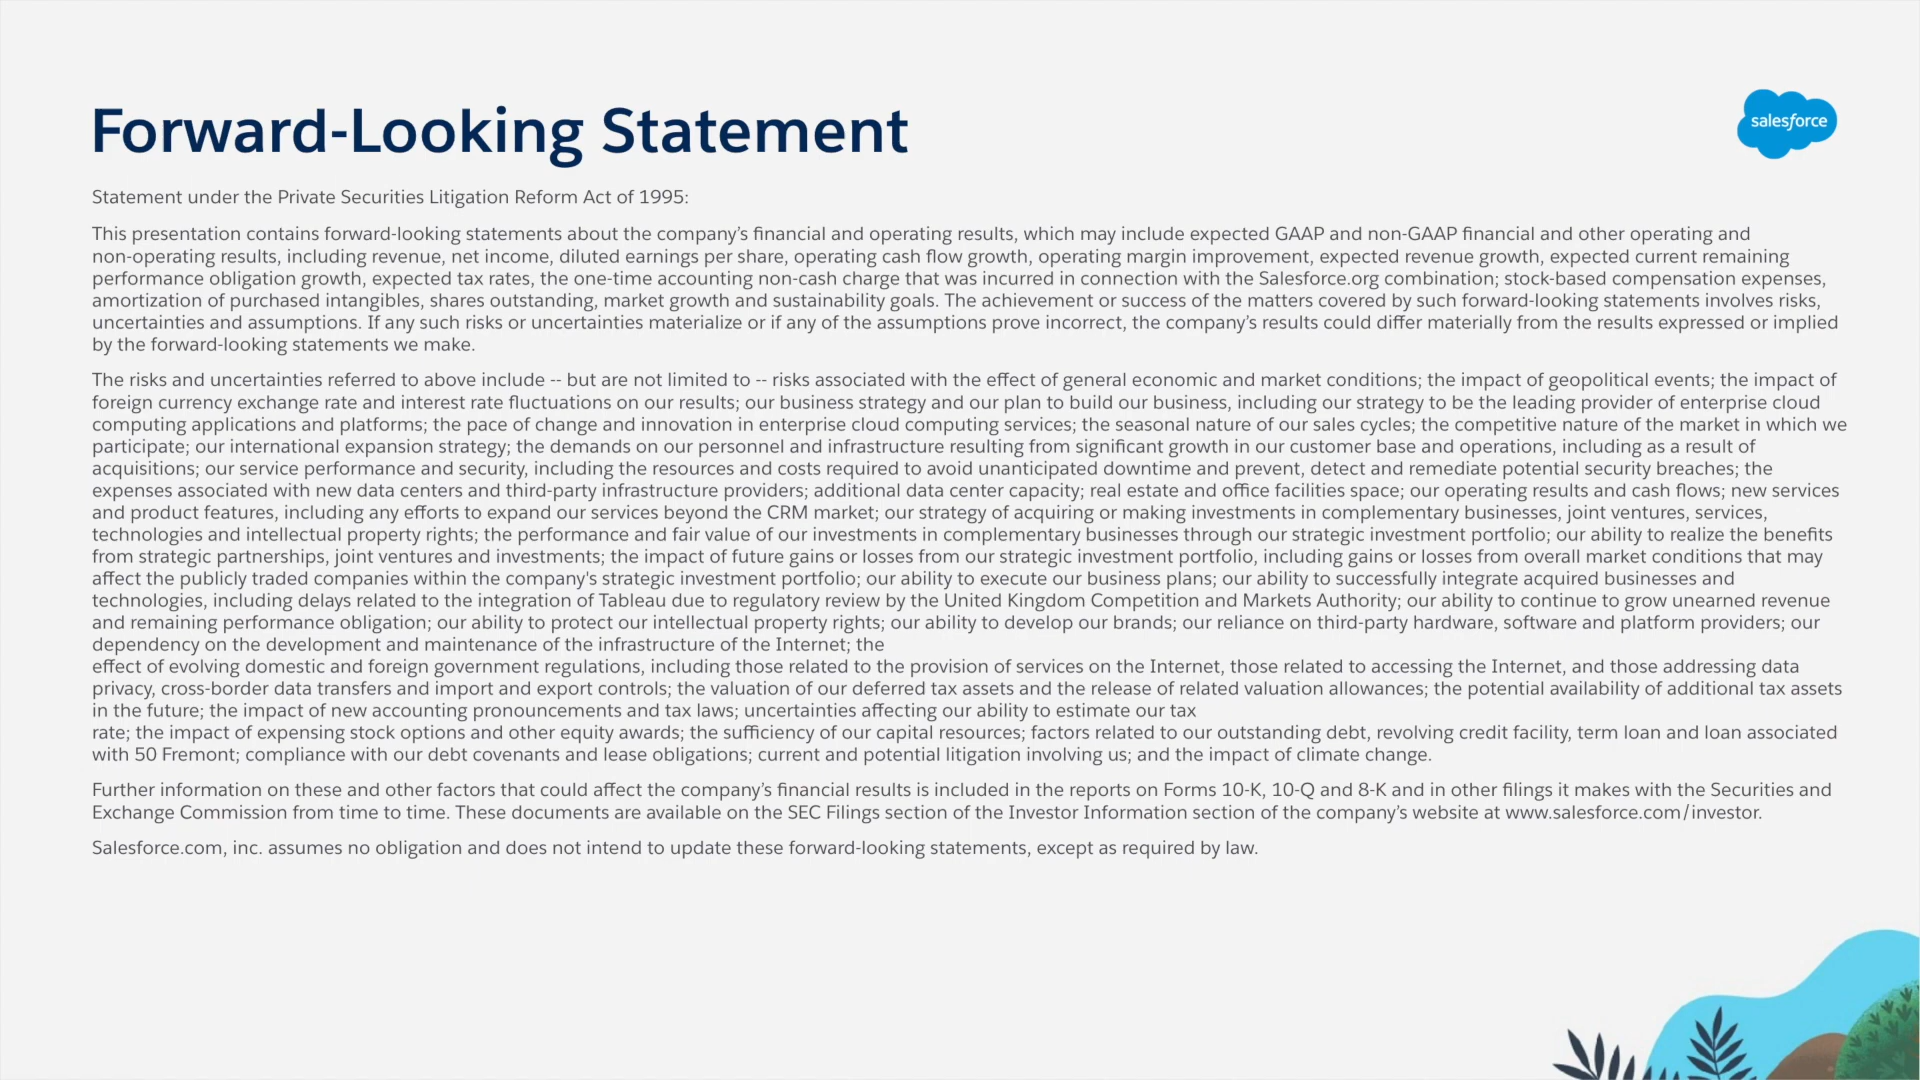 Forward-Looking Statement
salesforce
Statement under the Private Securities Litigation Reform Act of 1995:
This presentation contains forward-looking statements about the company’s financial and operating results, which may include expected GAAP and non-GAAP financial and other operating and
non-operating results, including revenue, net income, diluted earnings per share, operating cash flow growth, operating margin improvement, expected revenue growth, expected current remaining
performance obligation growth, expected tax rates, the one-time accounting non-cash charge that was incurred in connection with the Salesforce.org combination; stock-based compensation expenses,
amortization of purchased intangibles, shares outstanding, market growth and sustainability goals. The achievement or success of the matters covered by such forward-looking statements involves risks,
uncertainties and assumptions. If any such risks or uncertainties materialize or if any of the assumptions prove incorrect, the company’s results could differ materially from the results expressed or implied
by the forward-looking statements we make.
The risks and uncertainties referred to above include -- but are not limited to -- risks associated with the effect of general economic and market conditions; the impact of geopolitical events; the impact of
foreign currency exchange rate and interest rate fluctuations on our results; our business strategy and our plan to build our business, including our strategy to be the leading provider of enterprise cloud
computing applications and platforms; the pace of change and innovation in enterprise cloud computing services; the seasonal nature of our sales cycles; the competitive nature of the market in which we
participate; our international expansion strategy; the demands on our personnel and infrastructure resulting from significant growth in our customer base and operations, including as a result of
acquisitions; our service performance and security, including the resources and costs required to avoid unanticipated downtime and prevent, detect and remediate potential security breaches; the
expenses associated with new data centers and third-party infrastructure providers; additional data center capacity; real estate and office facilities space; our operating results and cash flows; new services
and product features, including any efforts to expand our services beyond the CRM market; our strategy of acquiring or making investments in complementary businesses, joint ventures, services,
technologies and intellectual property rights; the performance and fair value of our investments in complementary businesses through our strategic investment portfolio; our ability to realize the benefits
from strategic partnerships, joint ventures and investments; the impact of future gains or losses from our strategic investment portfolio, including gains or losses from overall market conditions that may
affect the publicly traded companies within the company's strategic investment portfolio; our ability to execute our business plans; our ability to successfully integrate acquired businesses and
technologies, including delays related to the integration of Tableau due to regulatory review by the United Kingdom Competition and Markets Authority; our ability to continue to grow unearned revenue
and remaining performance obligation; our ability to protect our intellectual property rights; our ability to develop our brands; our reliance on third-party hardware, software and platform providers; our
dependency on the development and maintenance of the infrastructure of the Internet; the
effect of evolving domestic and foreign government regulations, including those related to the provision of services on the Internet, those related to accessing the Internet, and those addressing data
privacy, cross-border data transfers and import and export controls; the valuation of our deferred tax assets and the release of related valuation allowances; the potential availability of additional tax assets
in the future; the impact of new accounting pronouncements and tax laws; uncertainties affecting our ability to estimate our tax
rate; the impact of expensing stock options and other equity awards; the sufficiency of our capital resources; factors related to our outstanding debt, revolving credit facility, term loan and loan associated
with 50 Fremont; compliance with our debt covenants and lease obligations; current and potential litigation involving us; and the impact of climate change.
Further information on these and other factors that could affect the company’s financial results is included in the reports on Forms 10-K, 10-Q and 8-K and in other filings it makes with the Securities and
Exchange Commission from time to time. These documents are available on the SEC Filings section of the Investor Information section of the company’s website at www.salesforce.com/investor.
Salesforce.com, inc. assumes no obligation and does not intend to update these forward-looking statements, except as required by law.